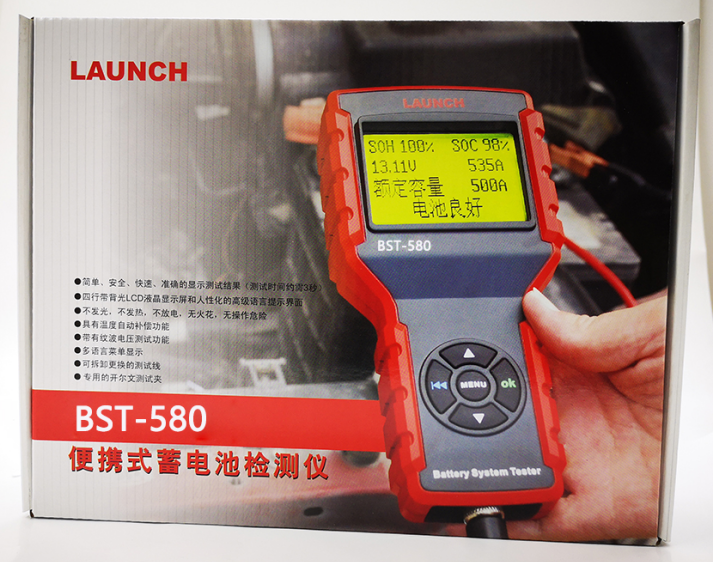 LAUNCH
LAUNCH
SOH 100% SOC 98%
13.11V 535A
额定容量 500A
电池良好
BST-580
●简单、安全、快速、准确的显示测试结果（测试时间约需3秒）
●四行带背光LCD液晶显示屏和人性化的高级语言提示界面
●不发光，不发热，不放电，无火花，无操作危险
●具有温度自动补偿功能
●带有纹波电压测试功能
●多语言菜单显示
●可拆卸更换的测试线
●专用的开尔文测试夹
MENU ok
BST-580
便携式蓄电池检测仪
Battery System Tester